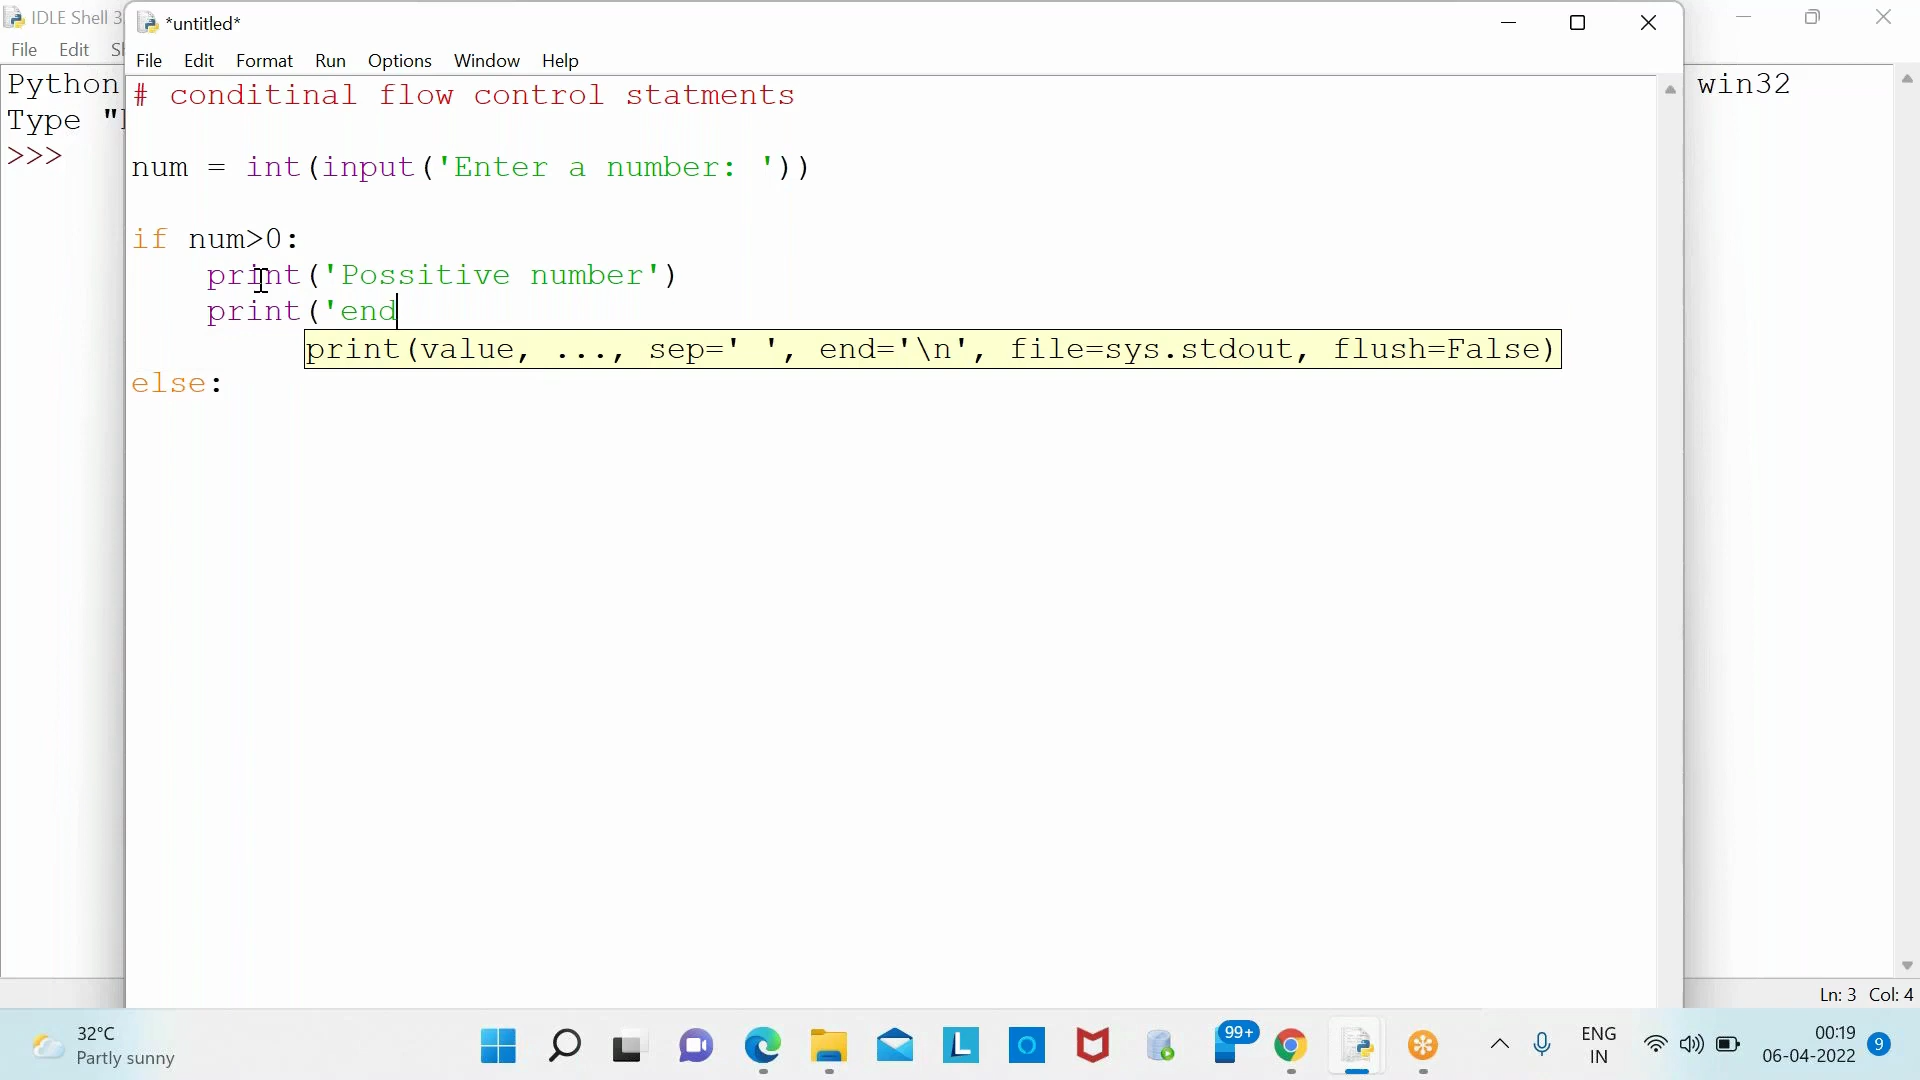 IDLE Shell 3
File Edit
Python
Type "
>>>
*untitled*
File Edit Format Run Options Window Help
# conditinal flow control statments
num = int(input('Enter a number: '))
if num>0:
print('Possitive number')
print('end
print(value, ..., sep=' ', end='\n', file=sys.stdout, flush=False)
else:
win32
Ln: 3 Col: 4
32°C
Partly sunny
99+
ENG
IN
00:19
06-04-2022
9